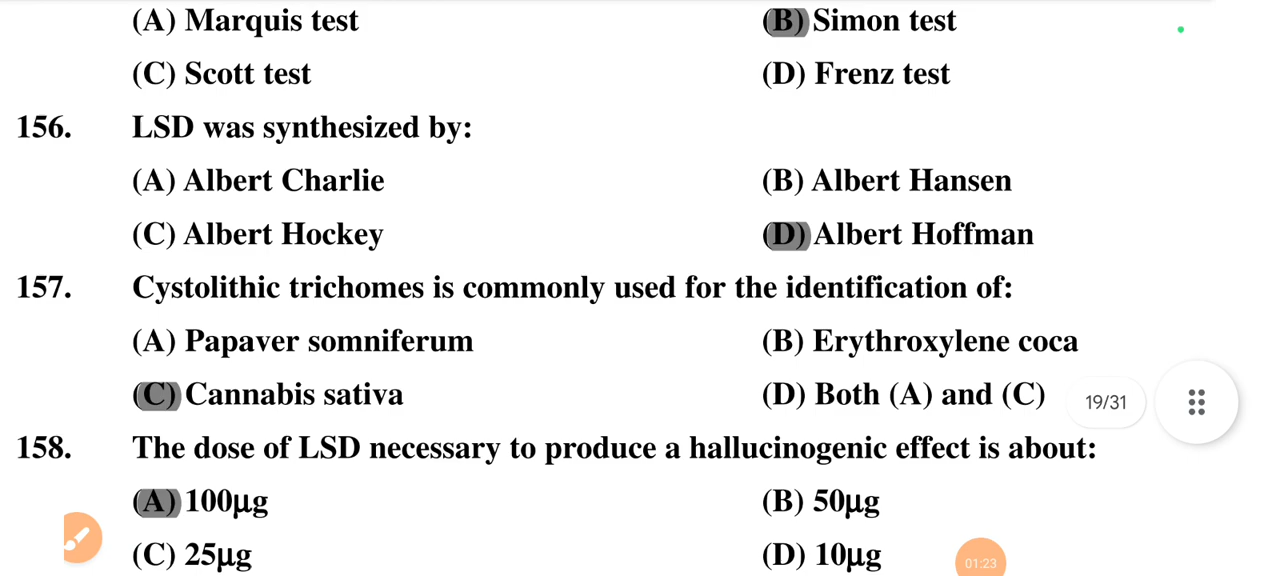 (A) Marquis test (B) Simon test
(C) Scott test (D) Frenz test
156. LSD was synthesized by:
(A) Albert Charlie (B) Albert Hansen
(C) Albert Hockey (D) Albert Hoffman
157. Cystolithic trichomes is commonly used for the identification of:
(A) Papaver somniferum (B) Erythroxylene coca
(C) Cannabis sativa (D) Both (A) and (C) 19/31
158. The dose of LSD necessary to produce a hallucinogenic effect is about:
(A) 100µg (B) 50µg
(C) 25µg (D) 10µg 01:23